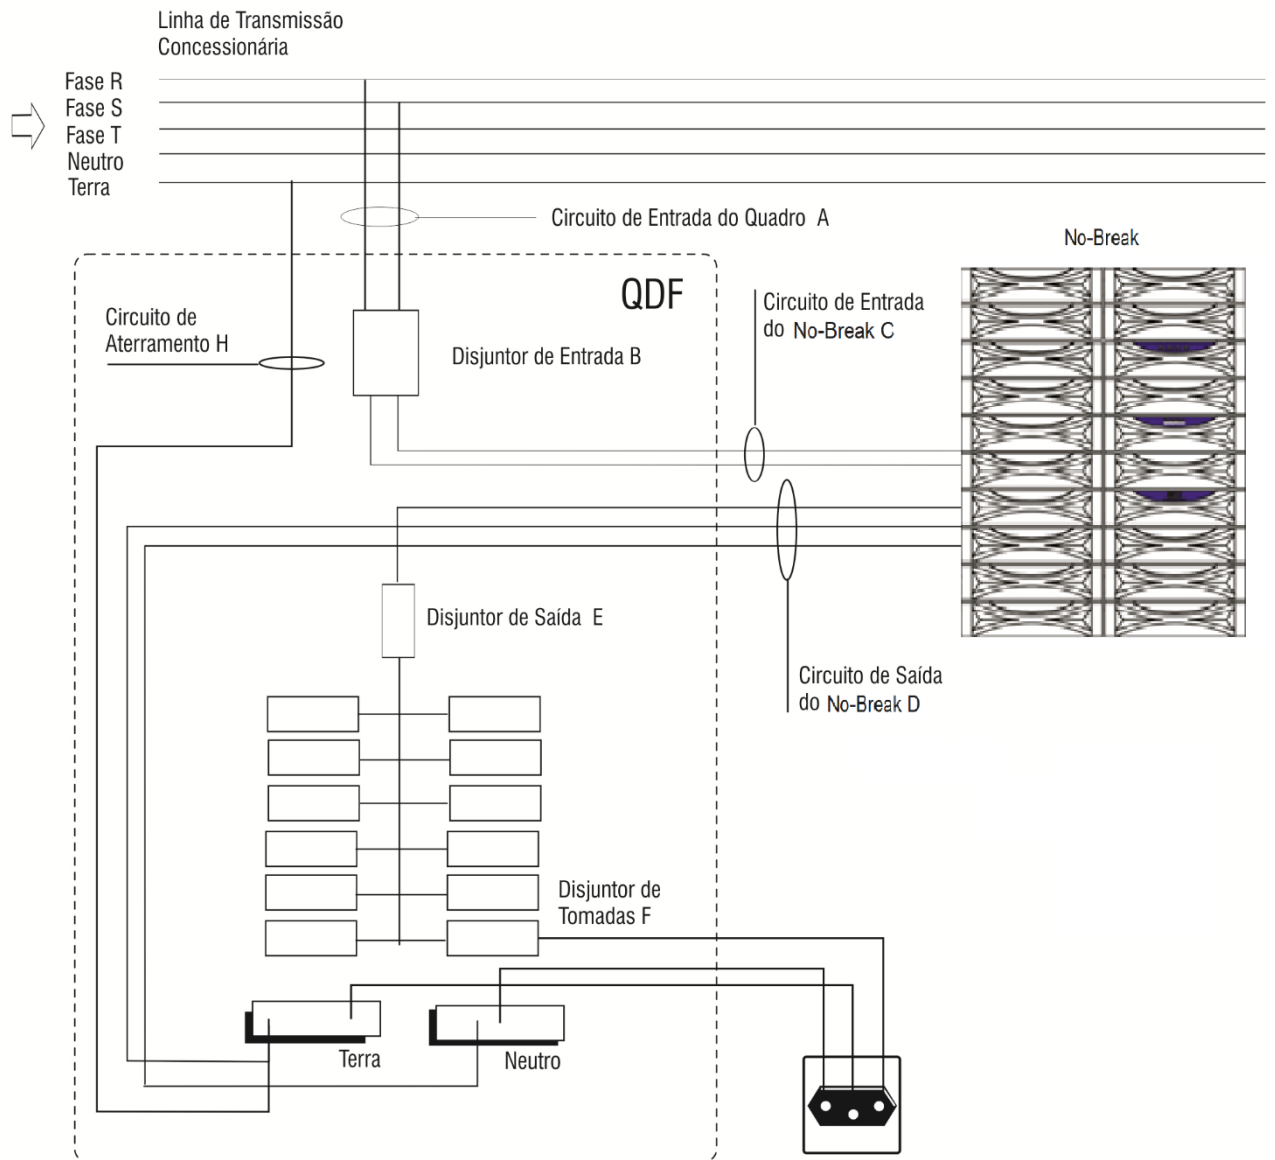 Linha de Transmissão
Concessionária
Fase R
Fase S
Fase T
Neutro
Terra
Circuito de Entrada do Quadro A
No-Break
QDF
Circuito de Entrada
do No-Break C
Circuito de
Aterramento H
Disjuntor de Entrada B
Disjuntor de Saída E
Circuito de Saída
do No-Break D
Disjuntor de
Tomadas F
Terra
Neutro